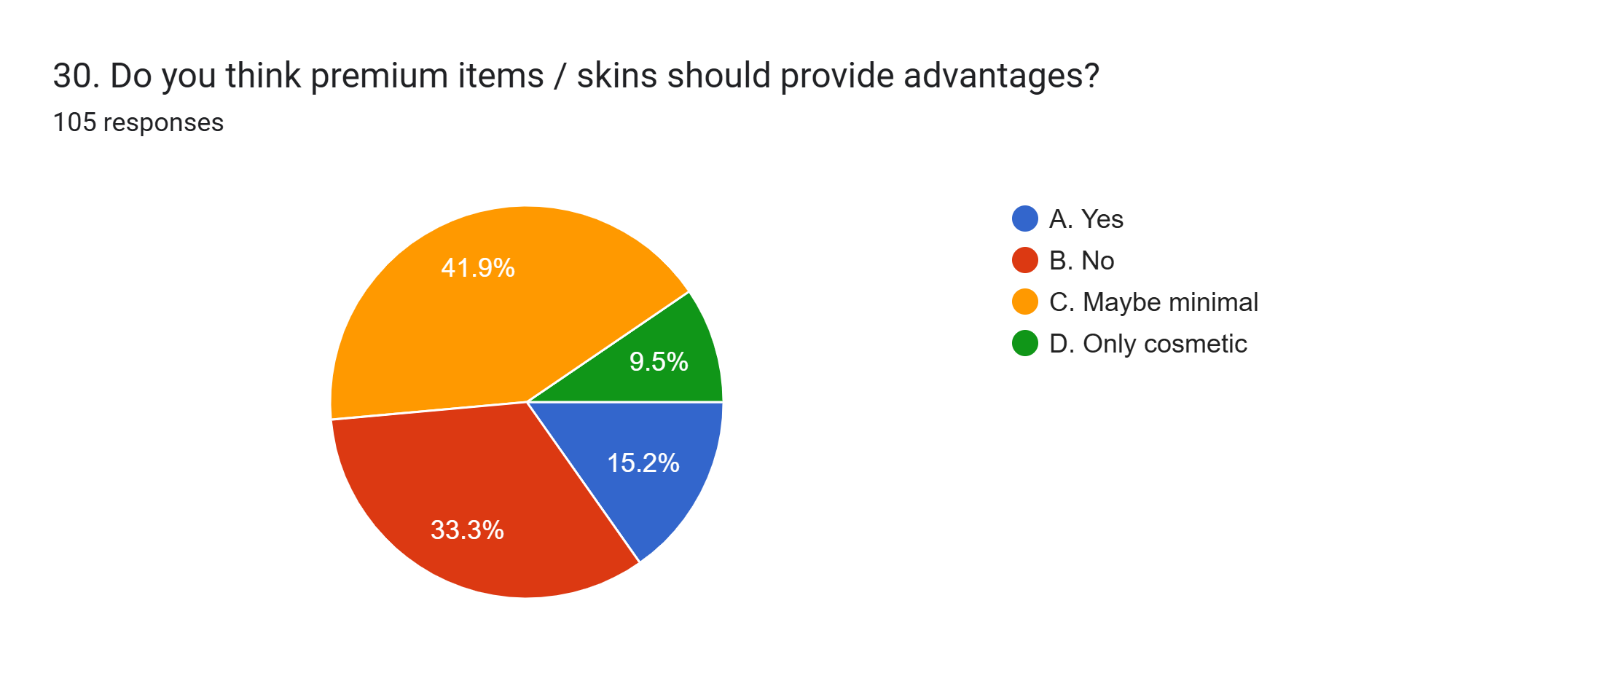 30. Do you think premium items / skins should provide advantages?
105 responses
A. Yes
B. No
C. Maybe minimal
D. Only cosmetic
41.9%
9.5%
15.2%
33.3%